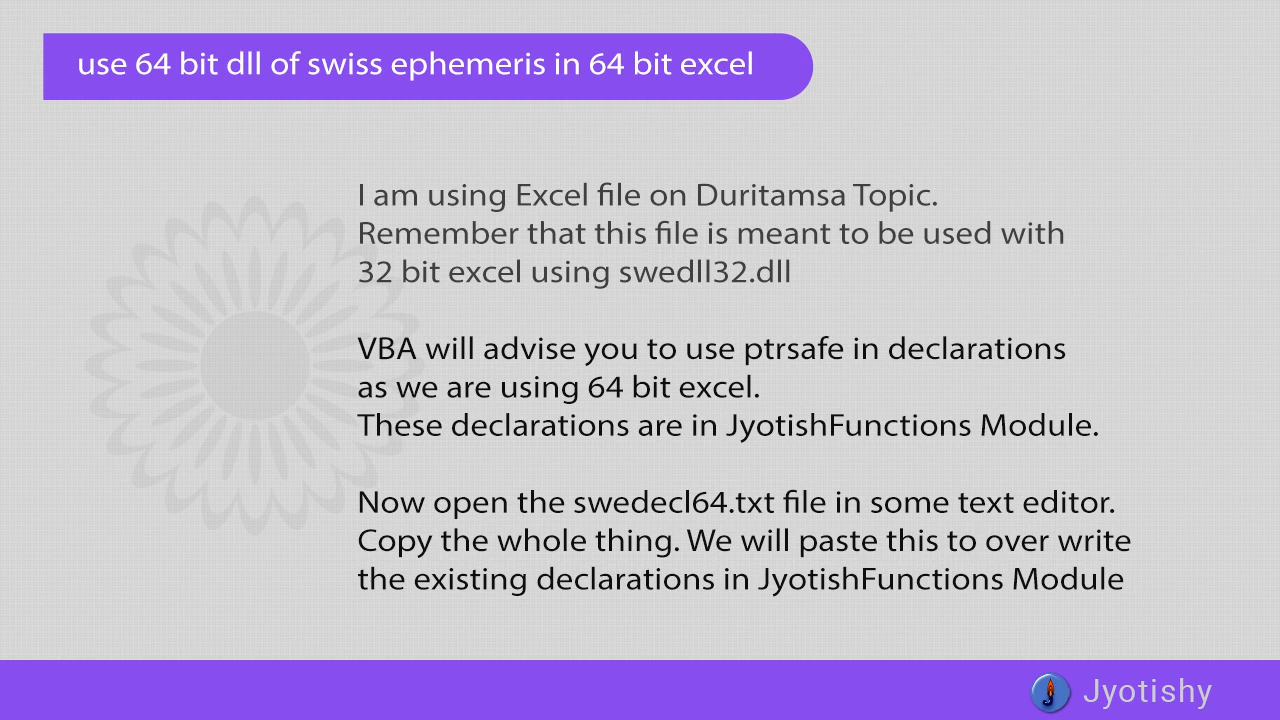 use 64 bit dll of swiss ephemeris in 64 bit excel
I am using Excel file on Duritamsa Topic.
Remember that this file is meant to be used with
32 bit excel using swedll32.dll
VBA will advise you to use ptrsafe in declarations
as we are using 64 bit excel.
These declarations are in JyotishFunctions Module.
Now open the swedecl64.txt file in some text editor.
Copy the whole thing. We will paste this to over write
the existing declarations in JyotishFunctions Module
Jyotishy